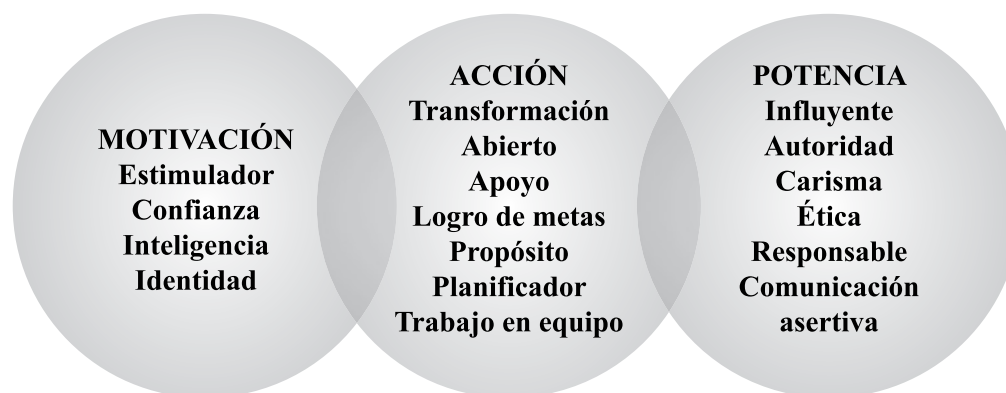 MOTIVACIÓN
Estimulador
Confianza
Inteligencia
Identidad
ACCIÓN
Transformación
Abierto
Apoyo
Logro de metas
Propósito
Planificador
Trabajo en equipo
POTENCIA
Influyente
Autoridad
Carisma
Ética
Responsable
Comunicación
asertiva